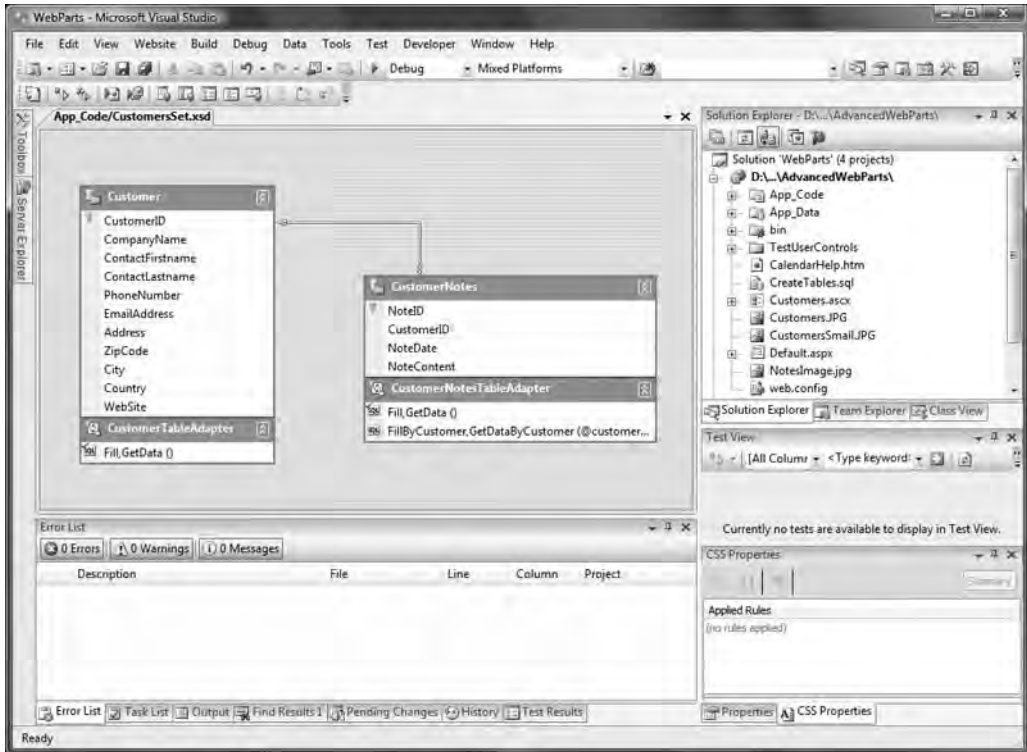 WebParts - Microsoft Visual Studio
File Edit View Website Build Debug Data Tools Test Developer Window Help
Debug Mixed Platforms
App_Code/CustomersSet.xsd
Toolbox
Server Explorer
Customer
CustomerID
CompanyName
ContactFirstname
ContactLastname
PhoneNumber
EmailAddress
Address
ZipCode
City
Country
WebSite
CustomerTableAdapter
Fill,GetData ()
CustomerNotes
NoteID
CustomerID
NoteDate
NoteContent
CustomerNotesTableAdapter
Fill,GetData ()
FillByCustomer,GetDataByCustomer (@customer...
Solution Explorer - D:\...\AdvancedWebParts\
Solution 'WebParts' (4 projects)
D:\...\AdvancedWebParts\
App_Code
App_Data
bin
TestUserControls
CalendarHelp.htm
CreateTables.sql
Customers.ascx
Customers.JPG
CustomersSmall.JPG
Default.aspx
NotesImage.jpg
web.config
Solution Explorer Team Explorer Class View
Test View
[All Columr <Type keyword:
Currently no tests are available to display in Test View.
CSS Properties
Summary
Applied Rules
(no rules applied)
Properties CSS Properties
Error List
0 Errors 0 Warnings 0 Messages
Description File Line Column Project
Error List Task List Output Find Results 1 Pending Changes History Test Results
Ready